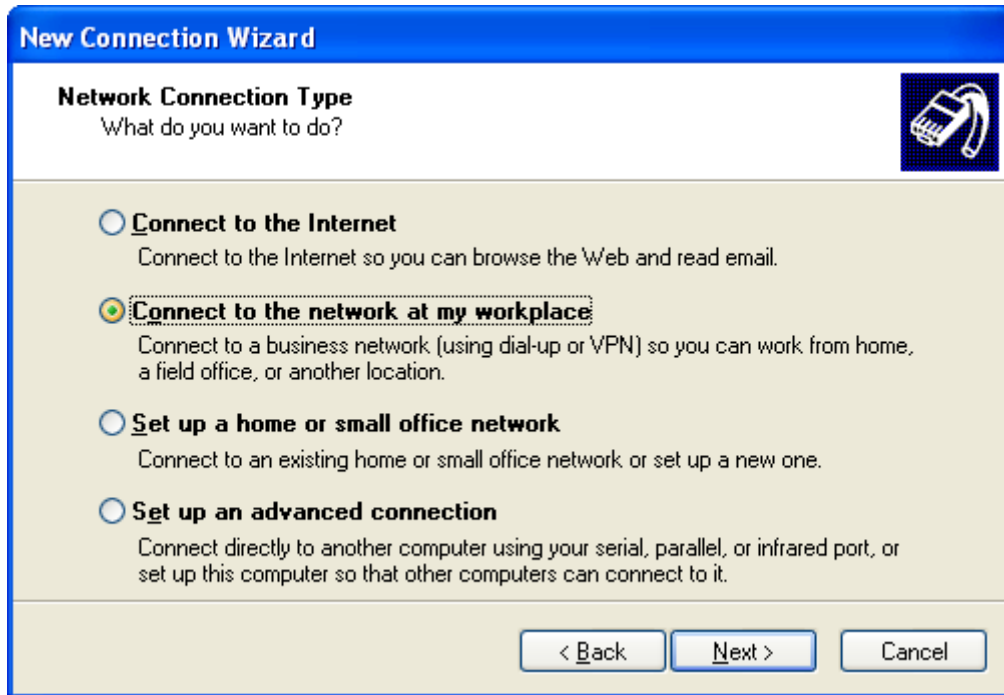 New Connection Wizard
Network Connection Type
What do you want to do?
Connect to the Internet
Connect to the Internet so you can browse the Web and read email.
Connect to the network at my workplace
Connect to a business network (using dial-up or VPN) so you can work from home,
a field office, or another location.
Set up a home or small office network
Connect to an existing home or small office network or set up a new one.
Set up an advanced connection
Connect directly to another computer using your serial, parallel, or infrared port, or
set up this computer so that other computers can connect to it.
< Back Next > Cancel